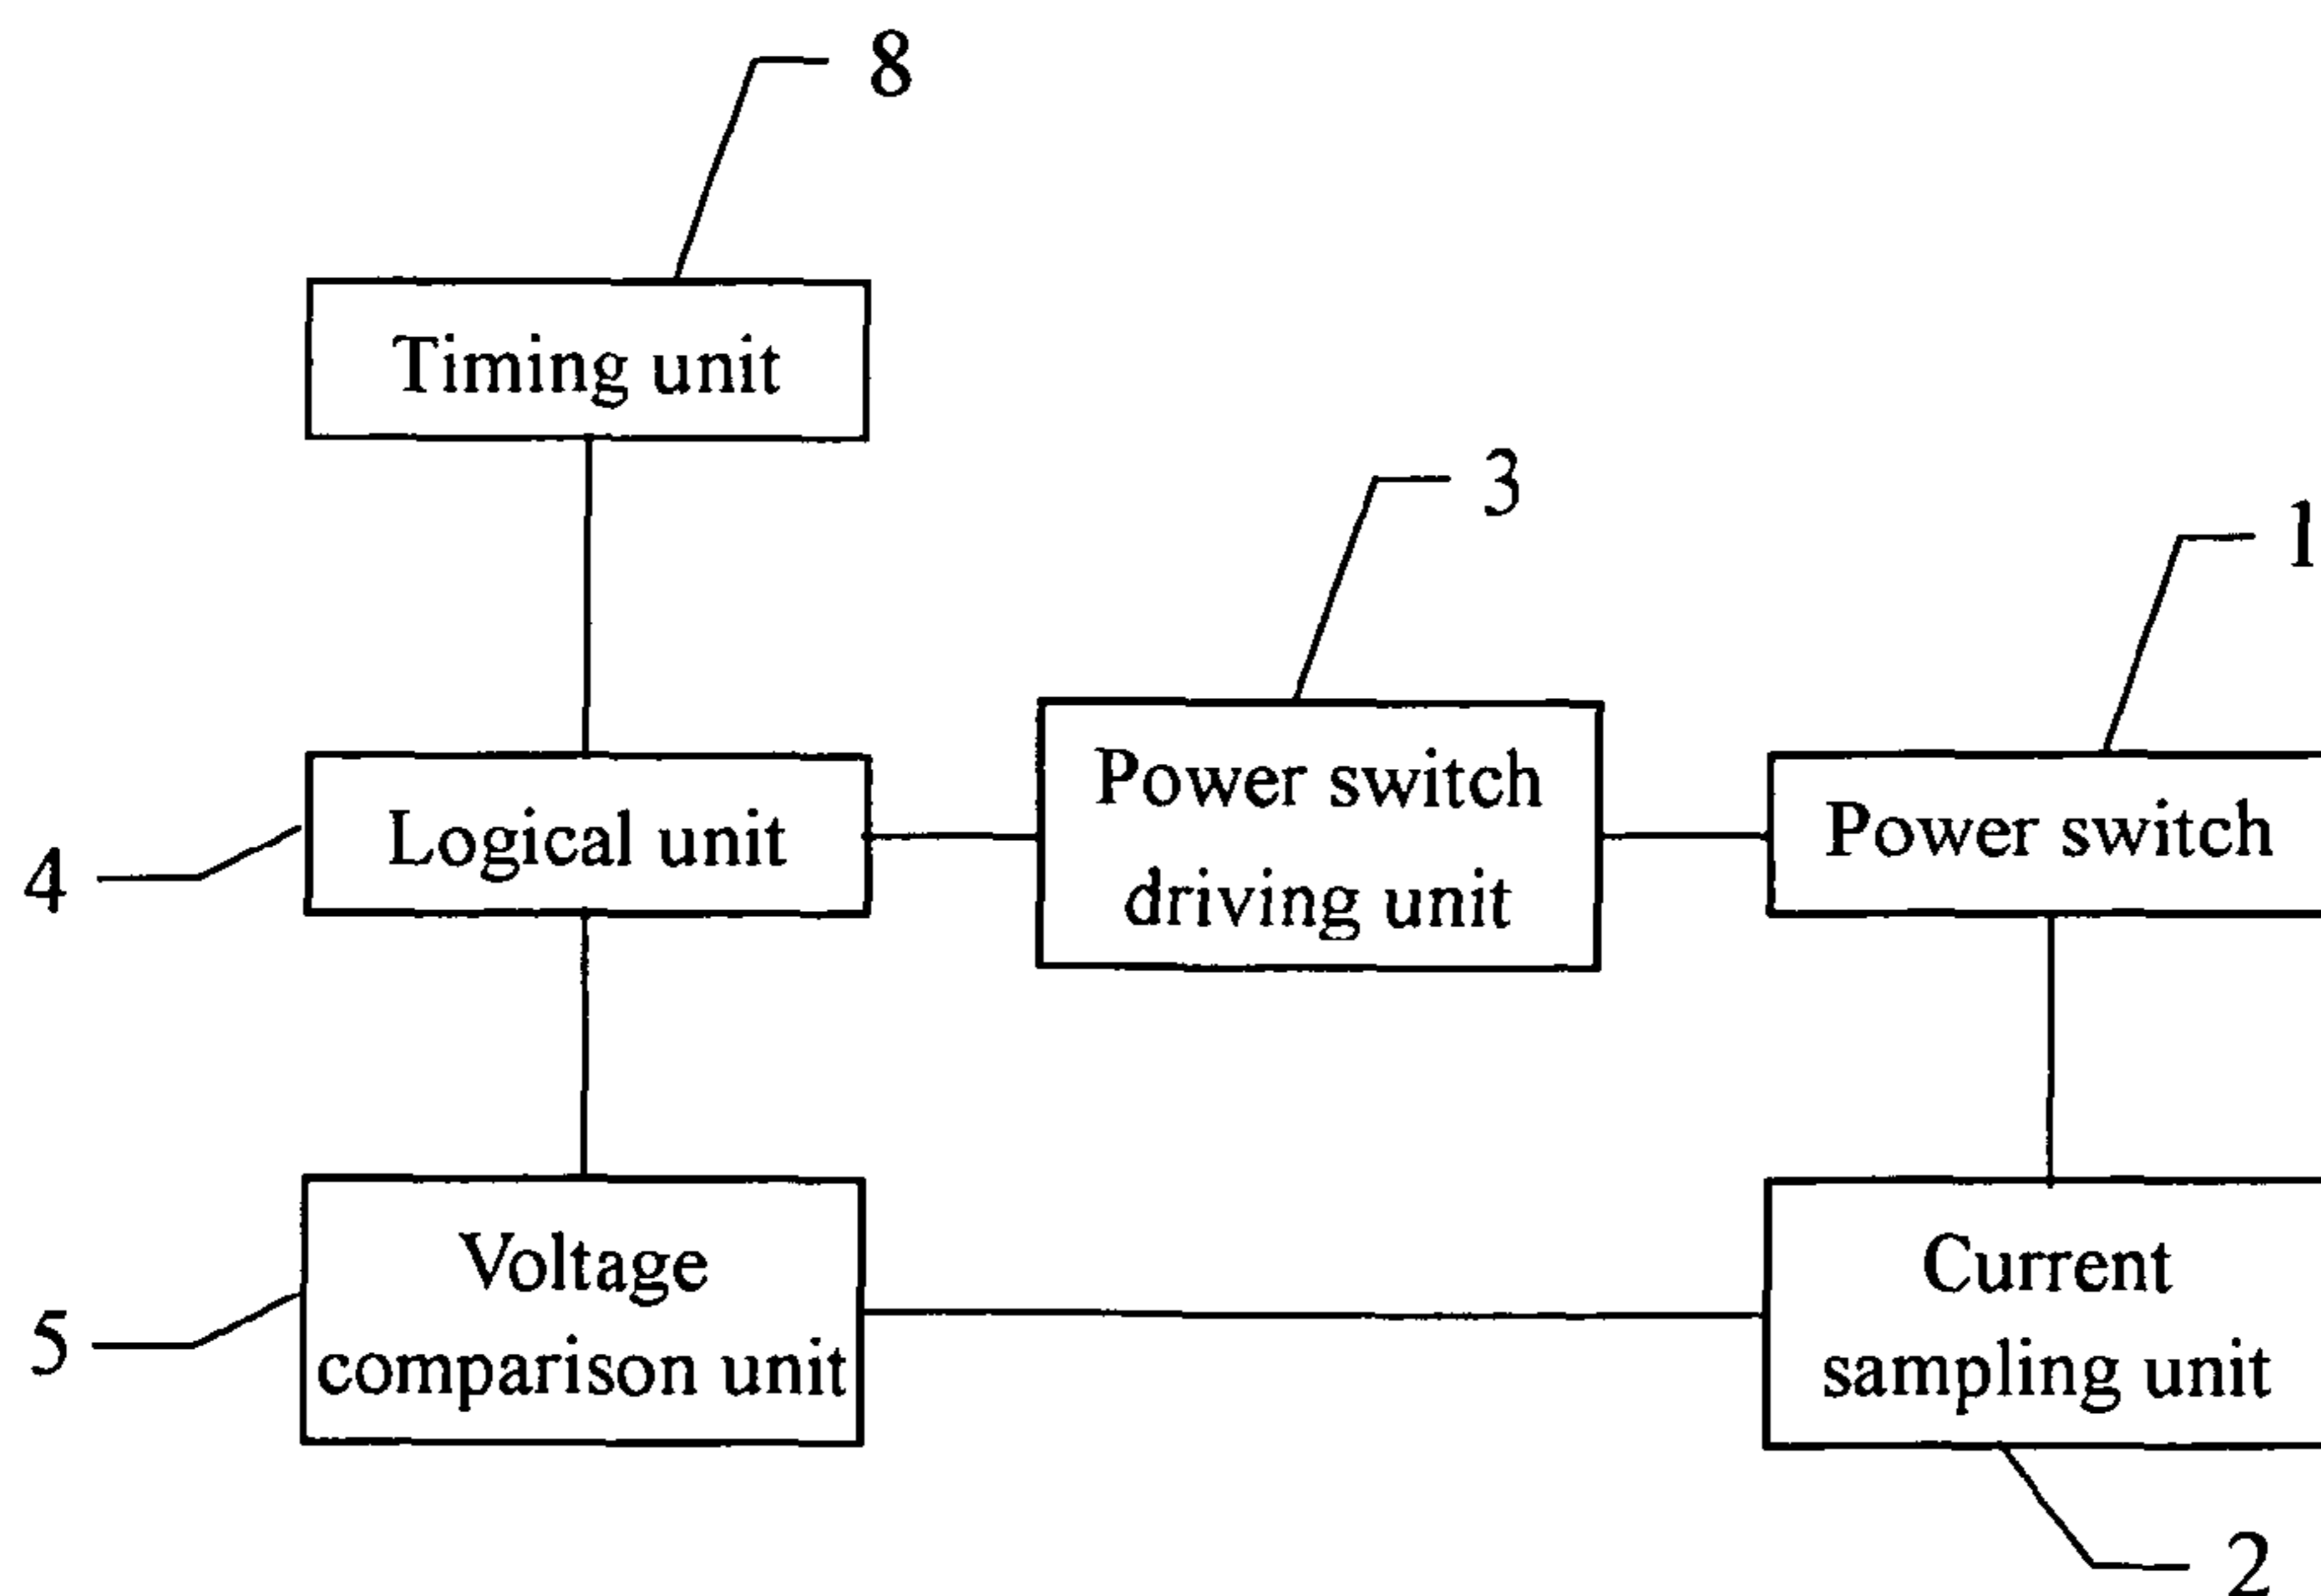 8
Timing unit
3
1
Power switch
driving unit
Power switch
Logical unit
4
Voltage
comparison unit
5
Current
sampling unit
2